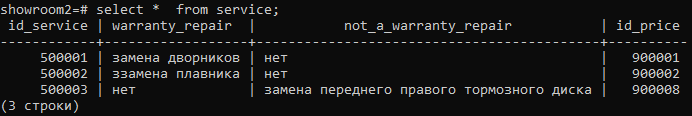 showroom2=# select *  from service;
 id_service | warranty_repair  |           not_a_warranty_repair            | id_price
------------+------------------+--------------------------------------------+----------
     500001 | замена дворников | нет                                        |   900001
     500002 | ззамена плавника | нет                                        |   900002
     500003 | нет              | замена переднего правого тормозного диска |   900008
(3 строки)